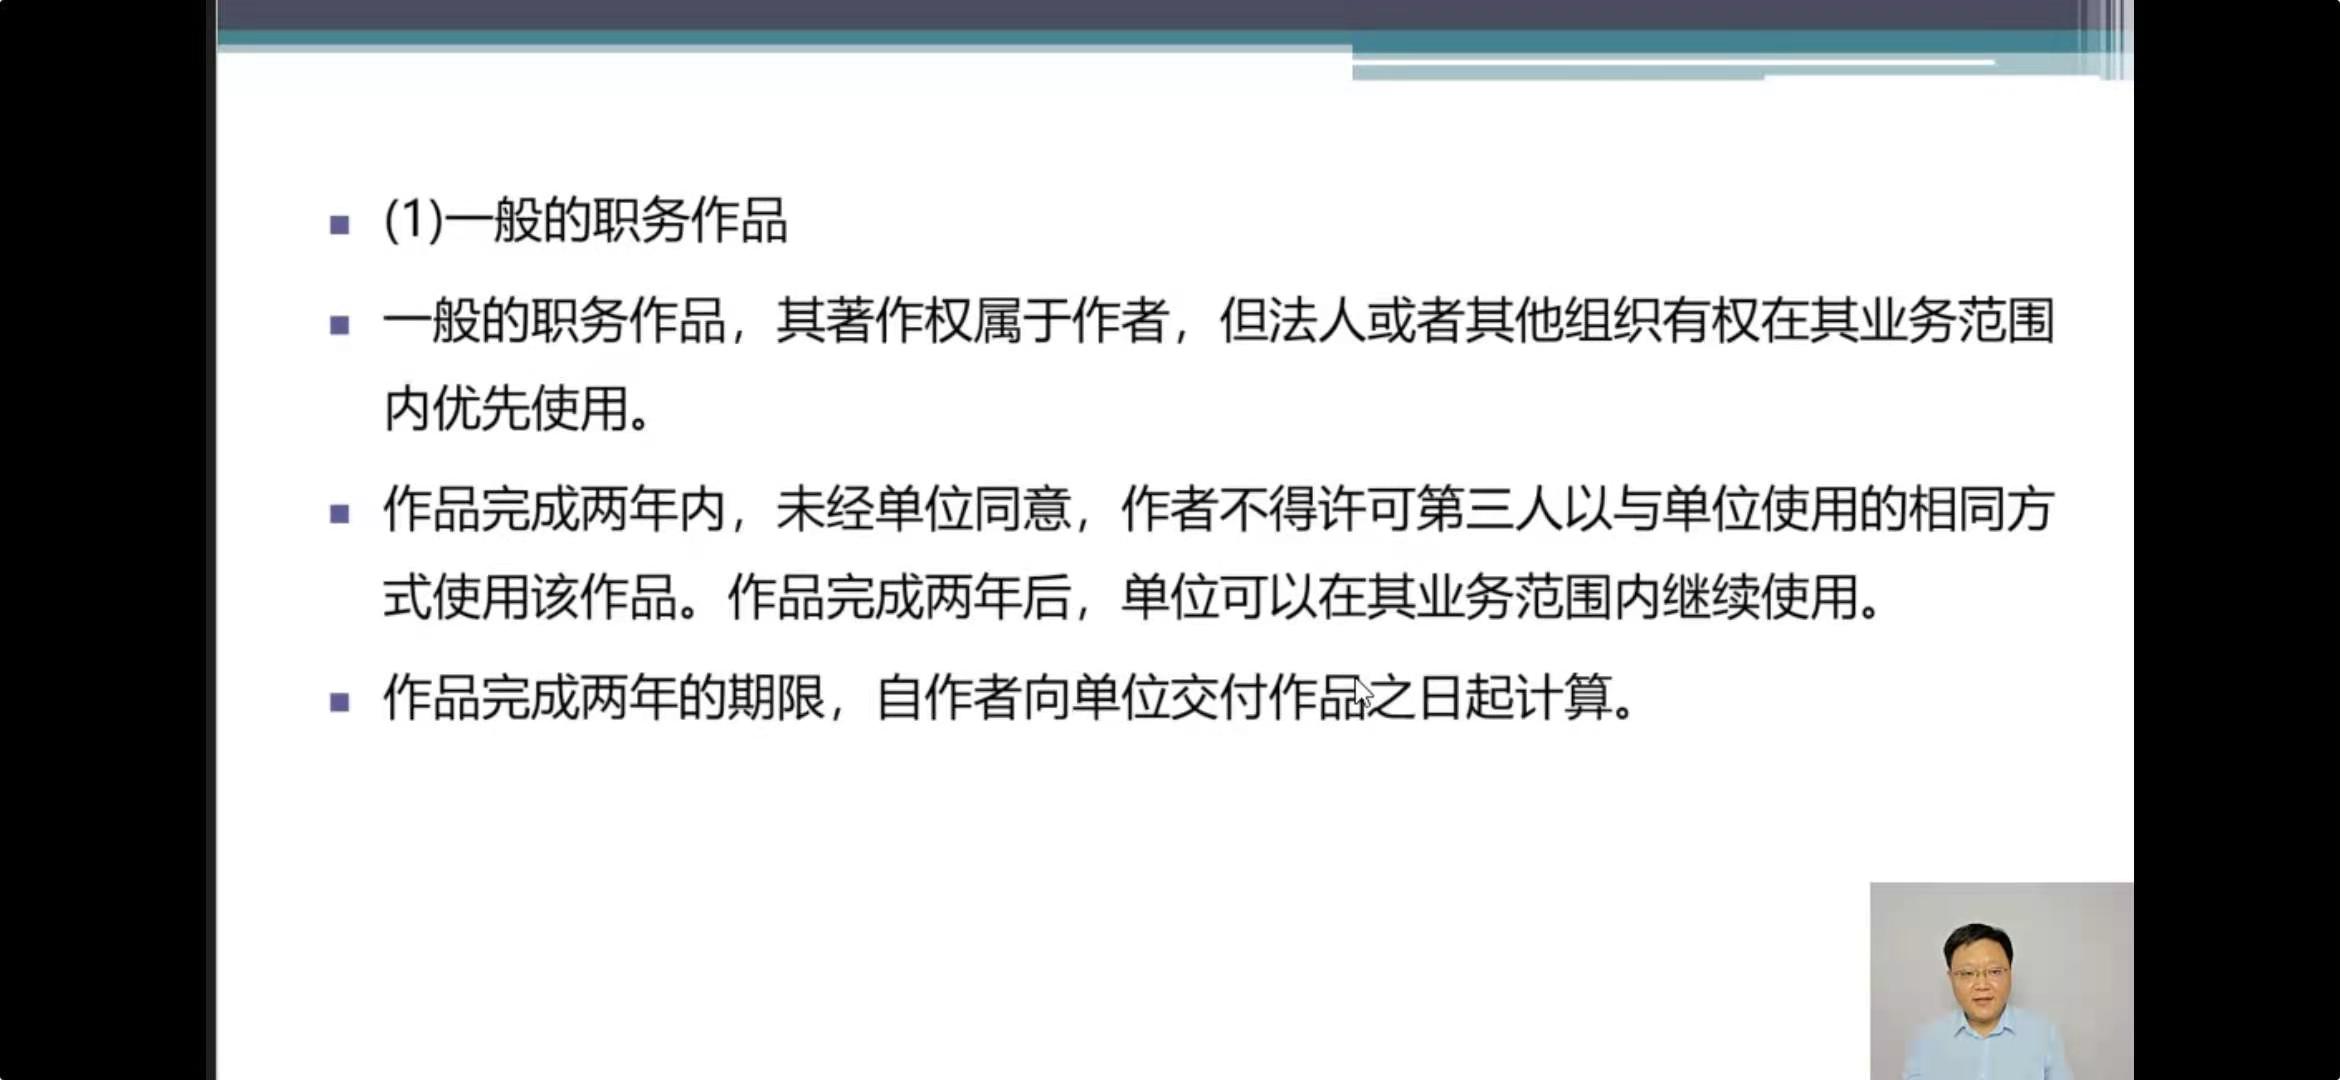 (1)一般的职务作品
一般的职务作品，其著作权属于作者，但法人或者其他组织有权在其业务范围
内优先使用。
作品完成两年内，未经单位同意，作者不得许可第三人以与单位使用的相同方
式使用该作品。作品完成两年后，单位可以在其业务范围内继续使用。
作品完成两年的期限，自作者向单位交付作品之日起计算。